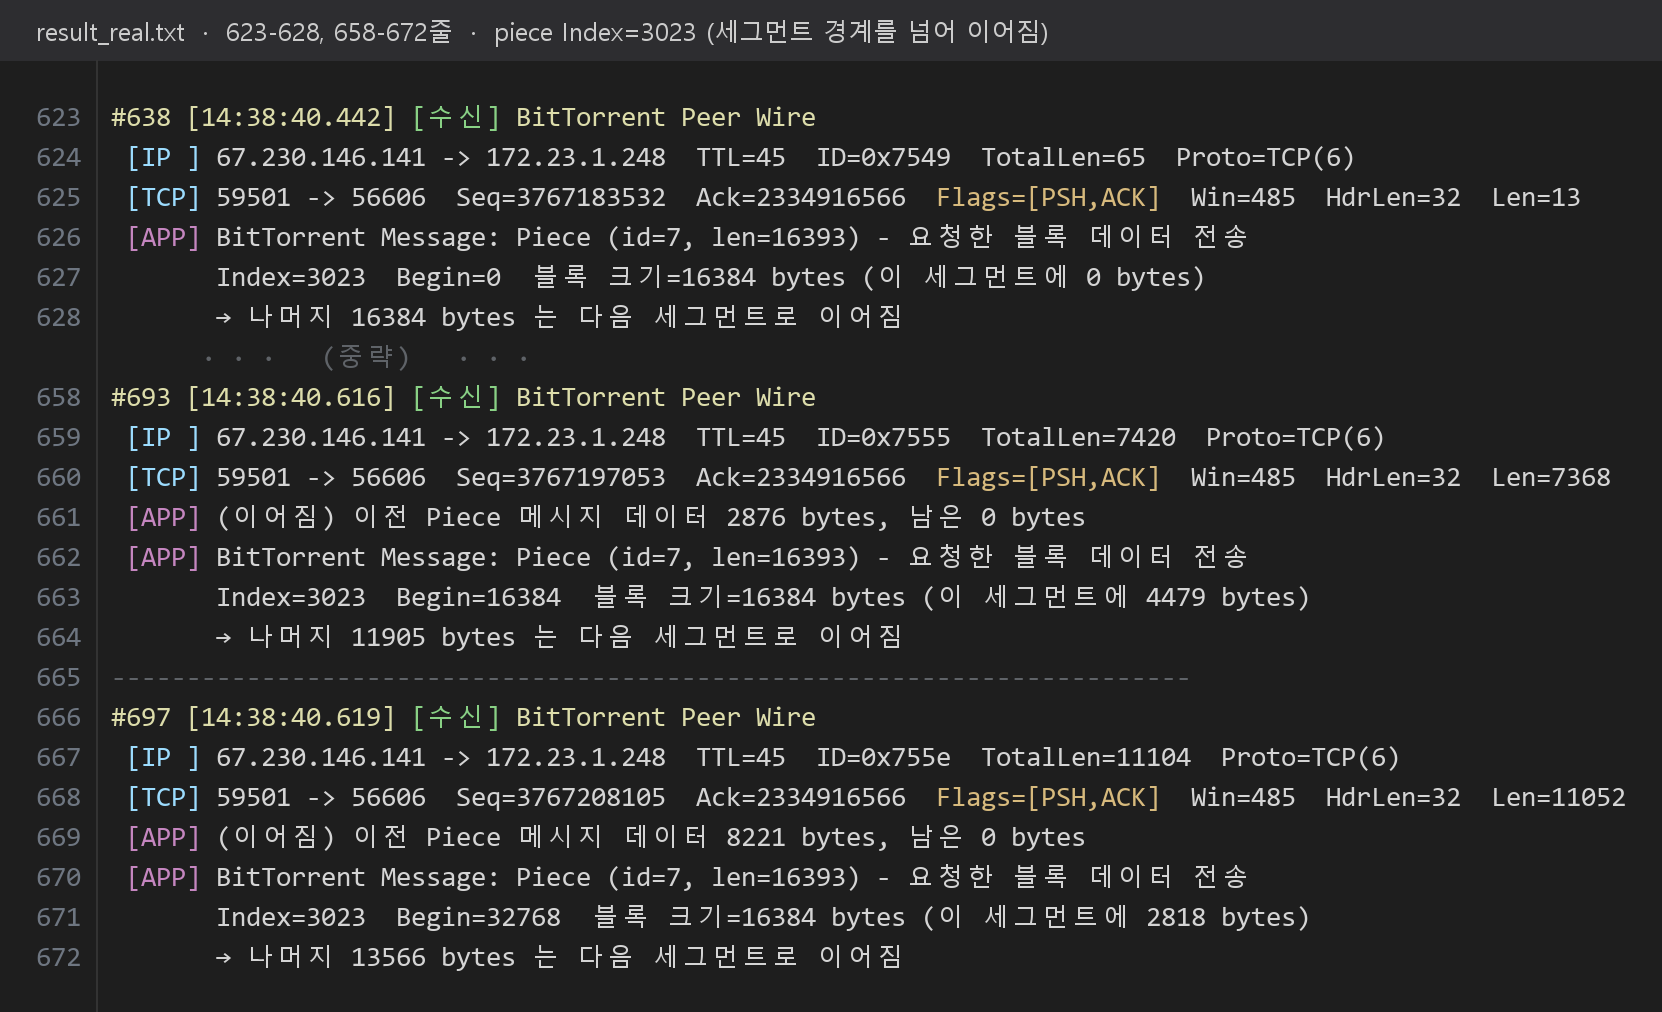 result_real.txt · 623-628, 658-672줄 · piece Index=3023 (세그먼트 경계를 넘어 이어짐)
623 #638 [14:38:40.442] [수신] BitTorrent Peer Wire
624 [IP ] 67.230.146.141 -> 172.23.1.248 TTL=45 ID=0x7549 TotalLen=65 Proto=TCP(6)
625 [TCP] 59501 -> 56606 Seq=3767183532 Ack=2334916566 Flags=[PSH,ACK] Win=485 HdrLen=32 Len=13
626 [APP] BitTorrent Message: Piece (id=7, len=16393) - 요청한 블록 데이터 전송
627 Index=3023 Begin=0 블록 크기=16384 bytes (이 세그먼트에 0 bytes)
628 → 나머지 16384 bytes 는 다음 세그먼트로 이어짐
· · · (중략) · · ·
658 #693 [14:38:40.616] [수신] BitTorrent Peer Wire
659 [IP ] 67.230.146.141 -> 172.23.1.248 TTL=45 ID=0x7555 TotalLen=7420 Proto=TCP(6)
660 [TCP] 59501 -> 56606 Seq=3767197053 Ack=2334916566 Flags=[PSH,ACK] Win=485 HdrLen=32 Len=7368
661 [APP] (이어짐) 이전 Piece 메시지 데이터 2876 bytes, 남은 0 bytes
662 [APP] BitTorrent Message: Piece (id=7, len=16393) - 요청한 블록 데이터 전송
663 Index=3023 Begin=16384 블록 크기=16384 bytes (이 세그먼트에 4479 bytes)
664 → 나머지 11905 bytes 는 다음 세그먼트로 이어짐
665 ------------------------------------------------------------------------
666 #697 [14:38:40.619] [수신] BitTorrent Peer Wire
667 [IP ] 67.230.146.141 -> 172.23.1.248 TTL=45 ID=0x755e TotalLen=11104 Proto=TCP(6)
668 [TCP] 59501 -> 56606 Seq=3767208105 Ack=2334916566 Flags=[PSH,ACK] Win=485 HdrLen=32 Len=11052
669 [APP] (이어짐) 이전 Piece 메시지 데이터 8221 bytes, 남은 0 bytes
670 [APP] BitTorrent Message: Piece (id=7, len=16393) - 요청한 블록 데이터 전송
671 Index=3023 Begin=32768 블록 크기=16384 bytes (이 세그먼트에 2818 bytes)
672 → 나머지 13566 bytes 는 다음 세그먼트로 이어짐